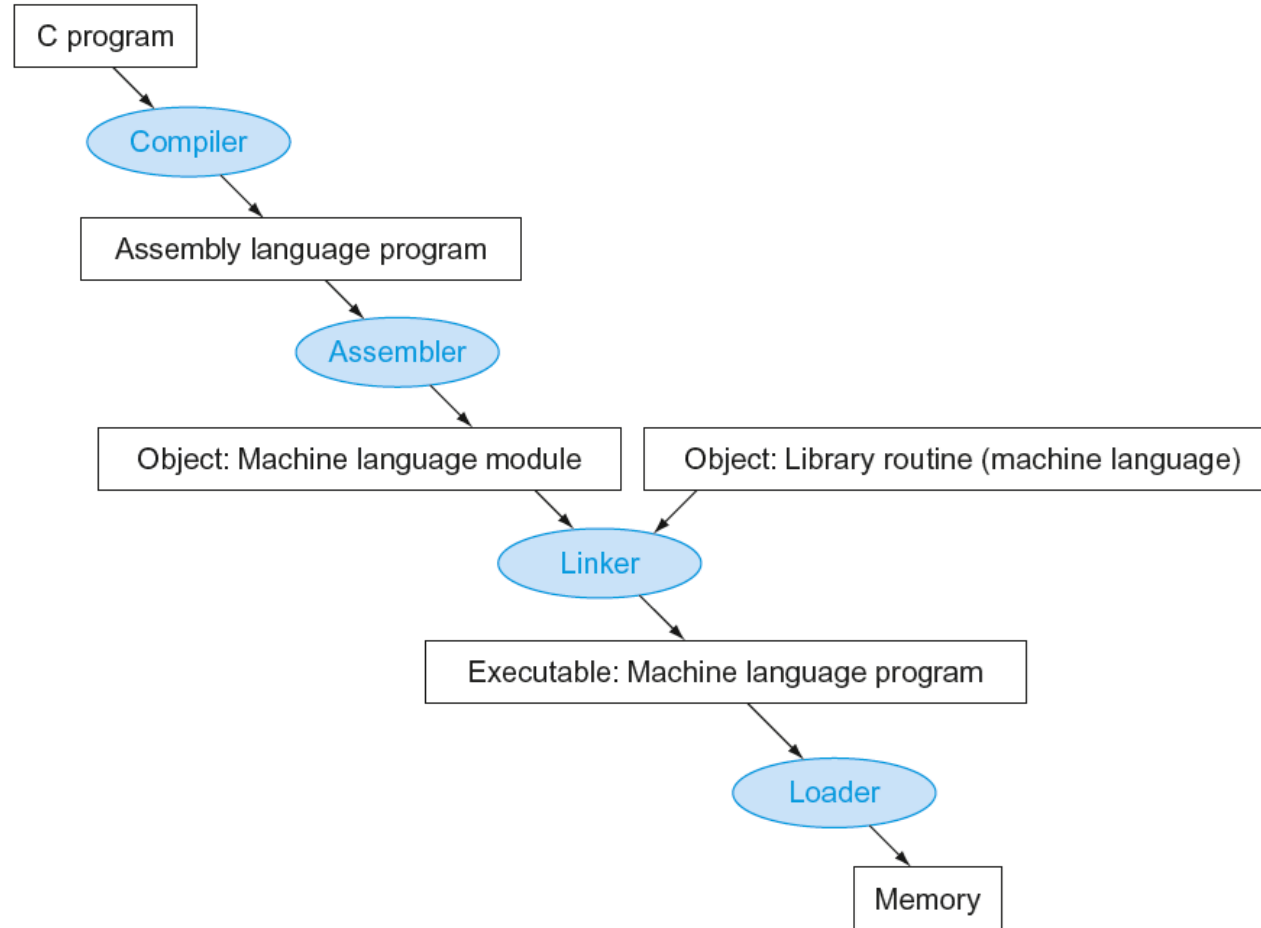 C program
Compiler
Assembly language program
Assembler
Object: Machine language module
Object: Library routine (machine language)
Linker
Executable: Machine language program
Loader
Memory